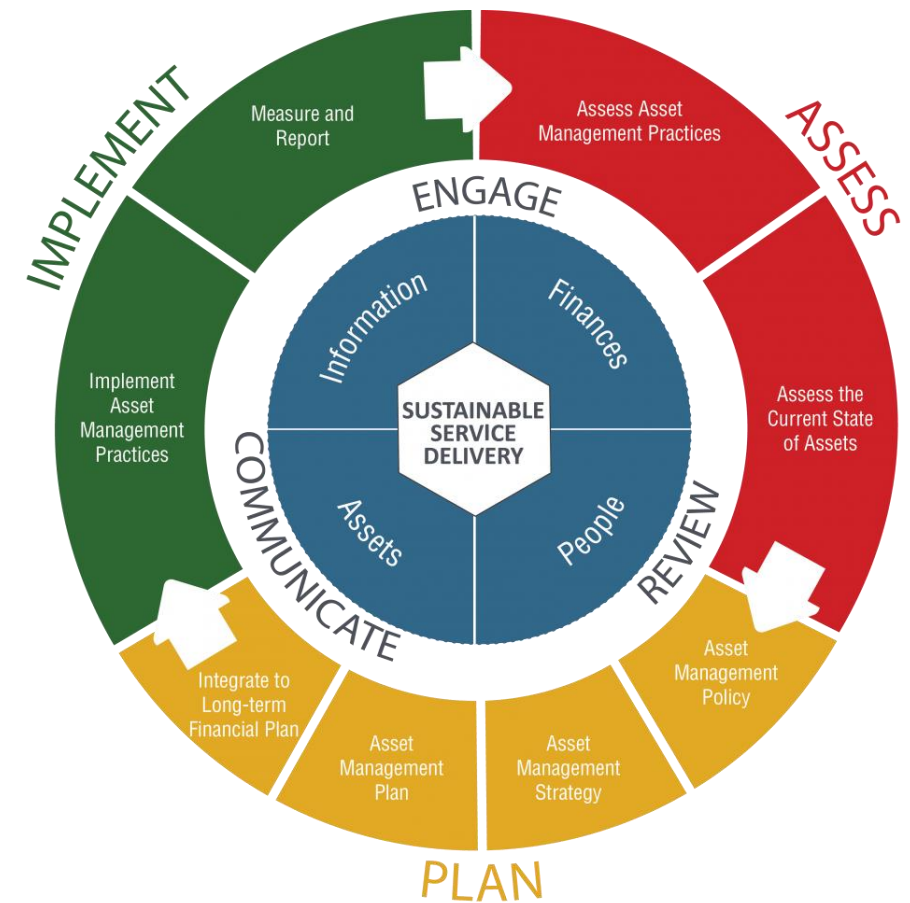 IMPLEMENT
ASSESS
PLAN
Measure and
Report
Assess Asset
Management Practices
Assess the
Current State
of Assets
Asset
Management
Policy
Asset
Management
Strategy
Asset
Management
Plan
Integrate to
Long-term
Financial Plan
Implement
Asset
Management
Practices
ENGAGE
REVIEW
COMMUNICATE
Information
Finances
People
Assets
SUSTAINABLE
SERVICE
DELIVERY